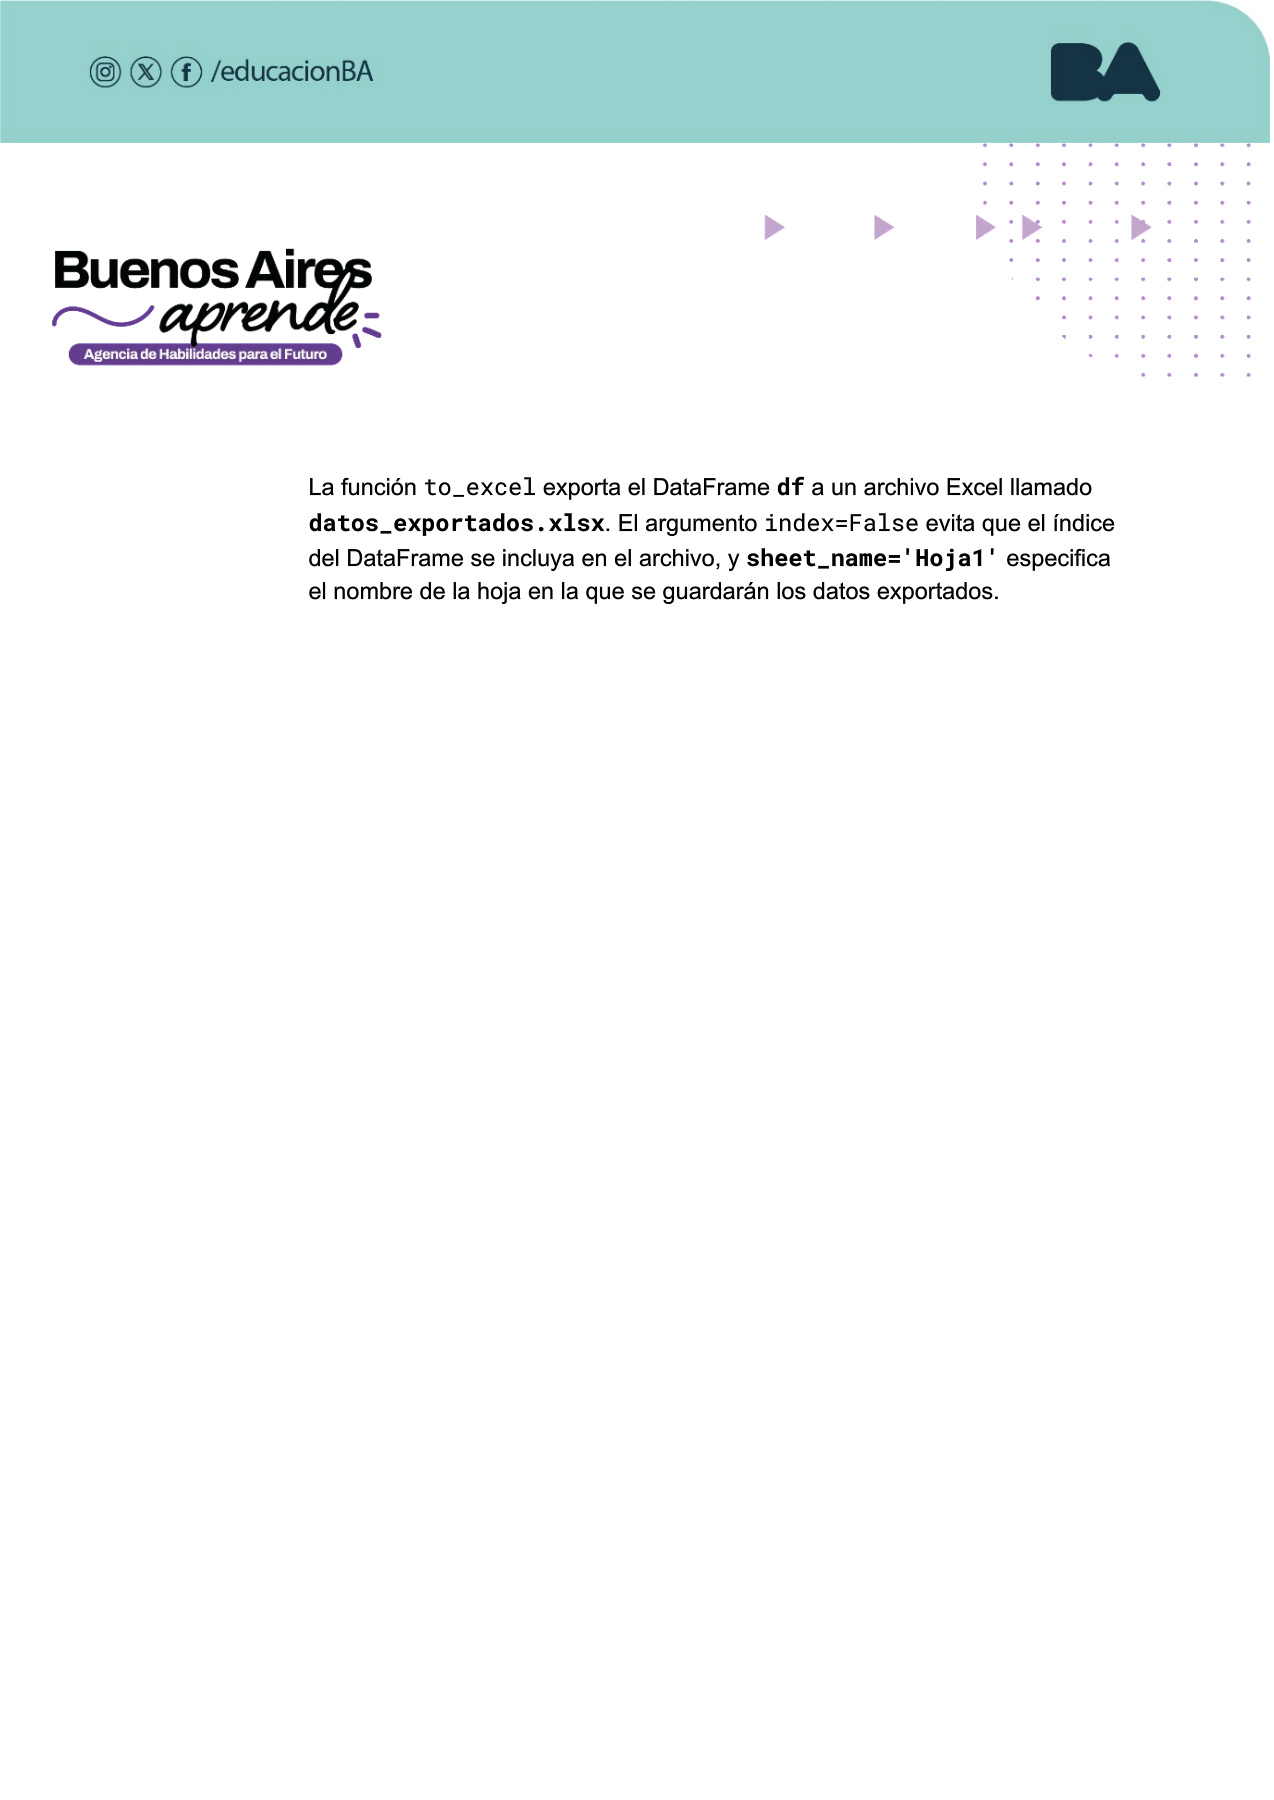 /educacionBA
BA
Buenos Aires
aprende
Agencia de Habilidades para el Futuro
La función to_excel exporta el DataFrame df a un archivo Excel llamado
datos_exportados.xlsx. El argumento index=False evita que el índice
del DataFrame se incluya en el archivo, y sheet_name='Hoja1' especifica
el nombre de la hoja en la que se guardarán los datos exportados.